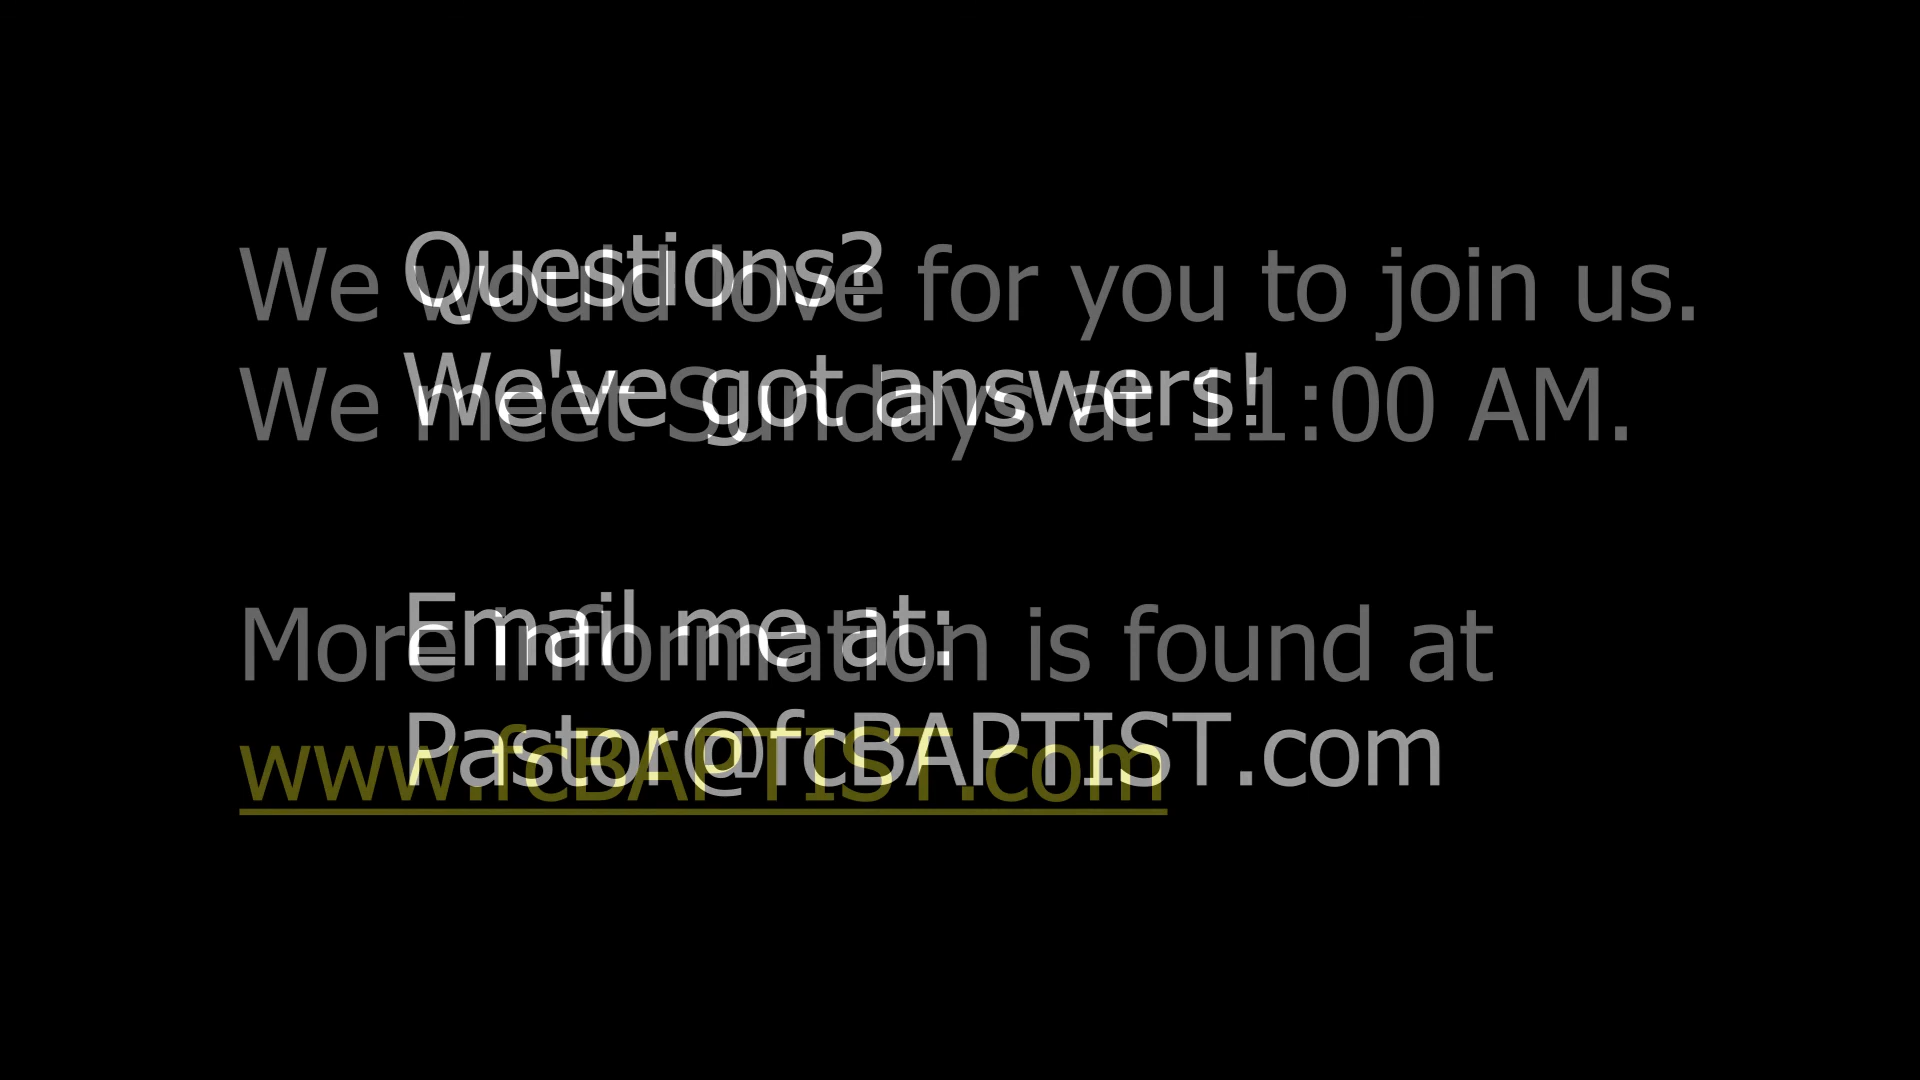 Questions?
We've got answers!
Email me at:
Pastor@fcBAPTIST.com
We would love for you to join us.
We meet Sundays at 11:00 AM.
More information is found at
www.fcBAPTIST.com